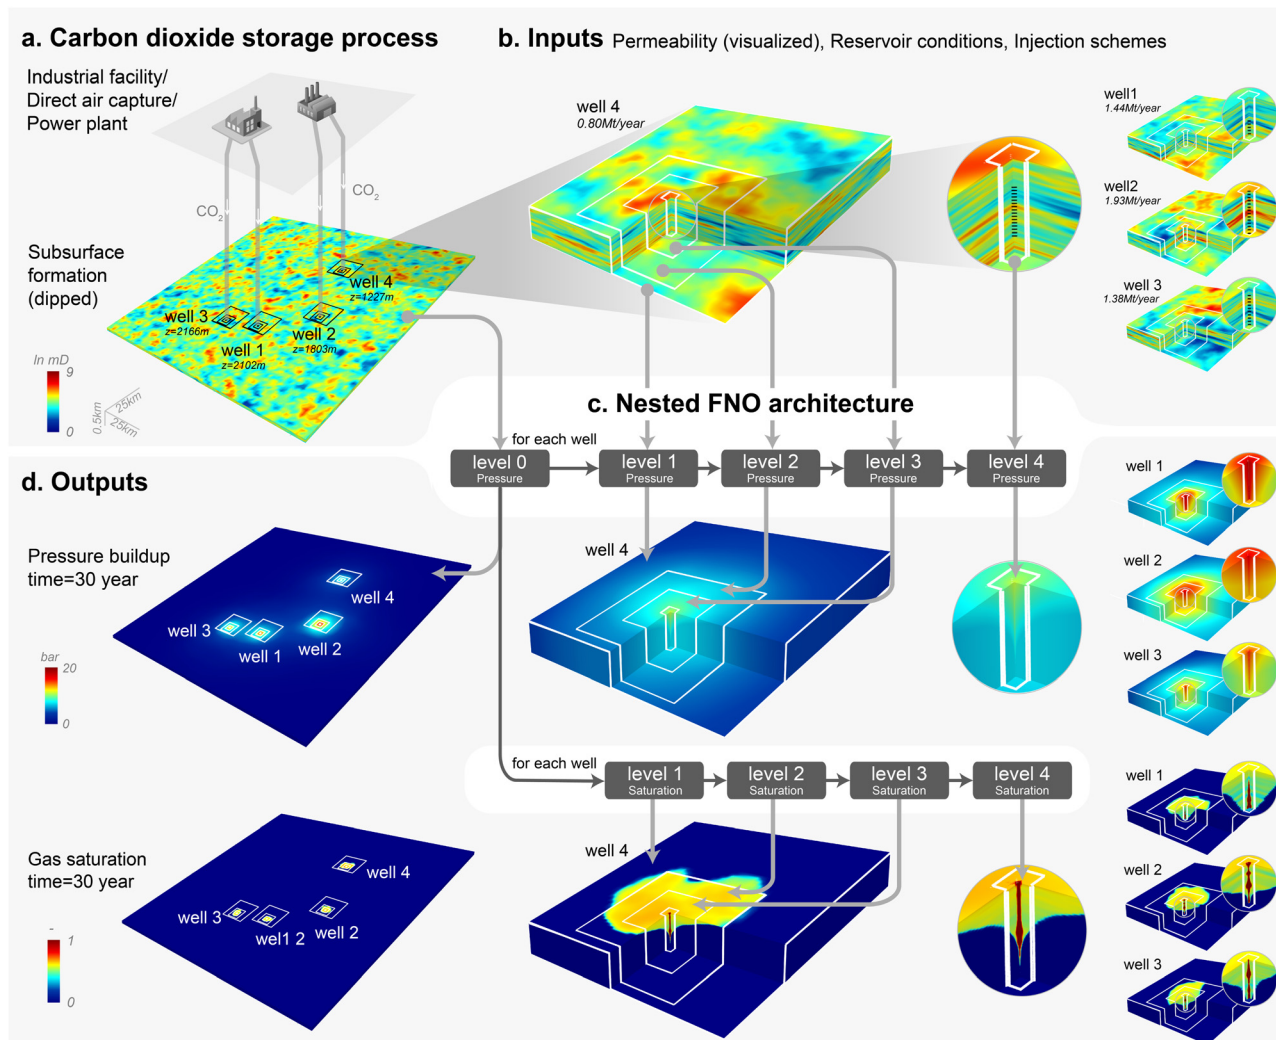 a. Carbon dioxide storage process
Industrial facility/
Direct air capture/
Power plant
CO2
CO2
Subsurface
formation
(dipped)
well 4
z=1227m
well 3
z=2166m
well 1
z=2102m
well 2
z=1803m
ln mD
9
0
0.5km
25km
25km
b. Inputs Permeability (visualized), Reservoir conditions, Injection schemes
well 4
0.80Mt/year
well1
1.44Mt/year
well2
1.93Mt/year
well 3
1.38Mt/year
c. Nested FNO architecture
for each well
level 0
Pressure
level 1
Pressure
level 2
Pressure
level 3
Pressure
level 4
Pressure
d. Outputs
Pressure buildup
time=30 year
well 4
well 3
well 1
well 2
bar
20
0
well 4
well 1
well 2
well 3
for each well
level 1
Saturation
level 2
Saturation
level 3
Saturation
level 4
Saturation
Gas saturation
time=30 year
well 4
well 3
wel1 2
well 2
-
1
0
well 4
well 1
well 2
well 3